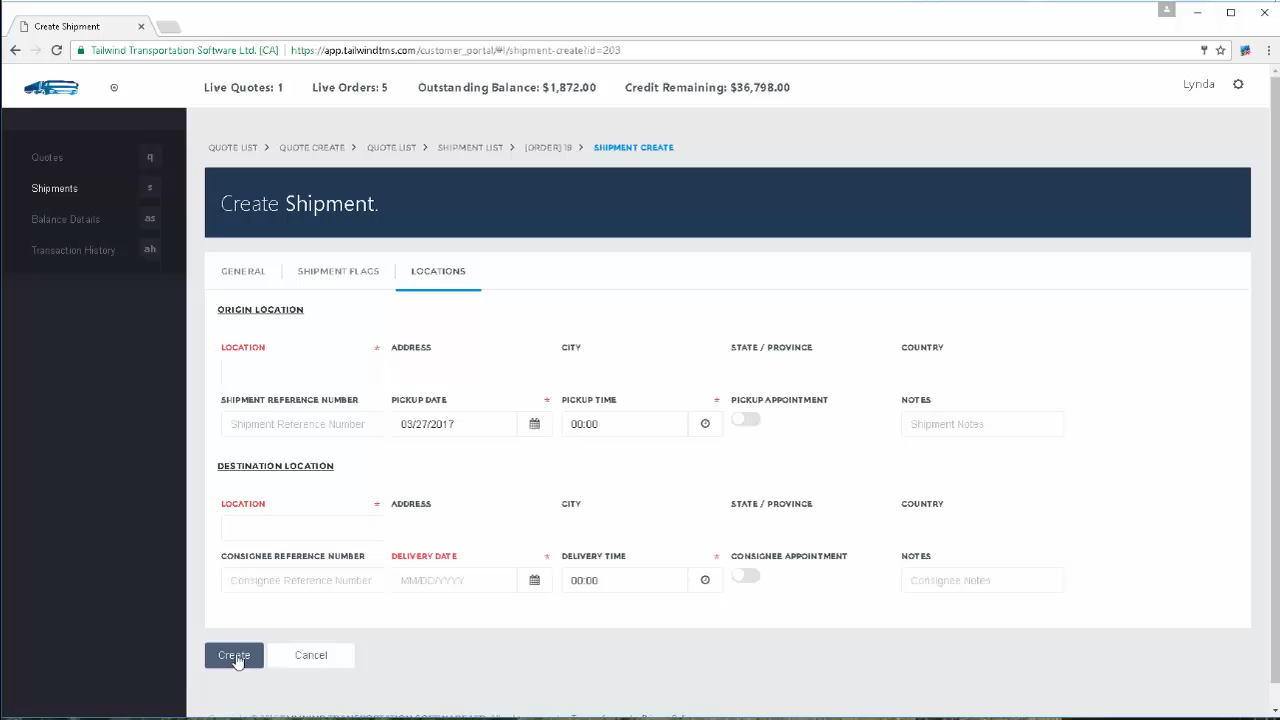 Create Shipment
Tailwind Transportation Software Ltd. [CA] https://app.tailwindtms.com/customer_portal/#!/shipment-create?id=203
Live Quotes: 1 Live Orders: 5 Outstanding Balance: $1,872.00 Credit Remaining: $36,798.00 Lynda
Quotes q
Shipments s
Balance Details as
Transaction History ah
QUOTE LIST > QUOTE CREATE > QUOTE LIST > SHIPMENT LIST > [ORDER] 19 > SHIPMENT CREATE
Create Shipment.
GENERAL SHIPMENT FLAGS LOCATIONS
ORIGIN LOCATION
LOCATION * ADDRESS CITY STATE / PROVINCE COUNTRY
SHIPMENT REFERENCE NUMBER PICKUP DATE * PICKUP TIME * PICKUP APPOINTMENT NOTES
Shipment Reference Number 03/27/2017 00:00 Shipment Notes
DESTINATION LOCATION
LOCATION * ADDRESS CITY STATE / PROVINCE COUNTRY
CONSIGNEE REFERENCE NUMBER DELIVERY DATE * DELIVERY TIME * CONSIGNEE APPOINTMENT NOTES
Consignee Reference Number MM/DD/YYYY 00:00 Consignee Notes
Create Cancel